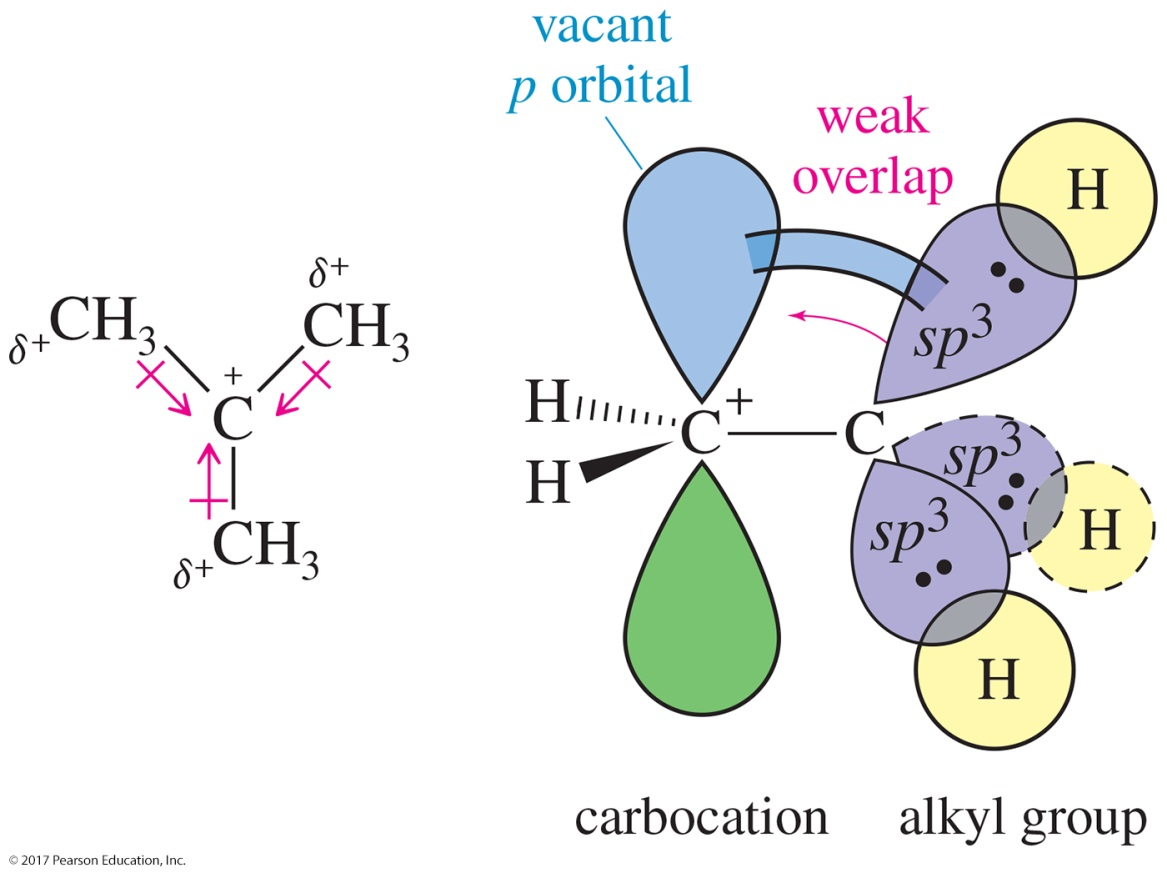 vacant
p orbital
weak
overlap
H
sp³
δ+
CH₃
δ+
CH₃
+
C
δ+
CH₃
H
H
C+
C
sp³
sp³
H
H
carbocation
alkyl group
© 2017 Pearson Education, Inc.